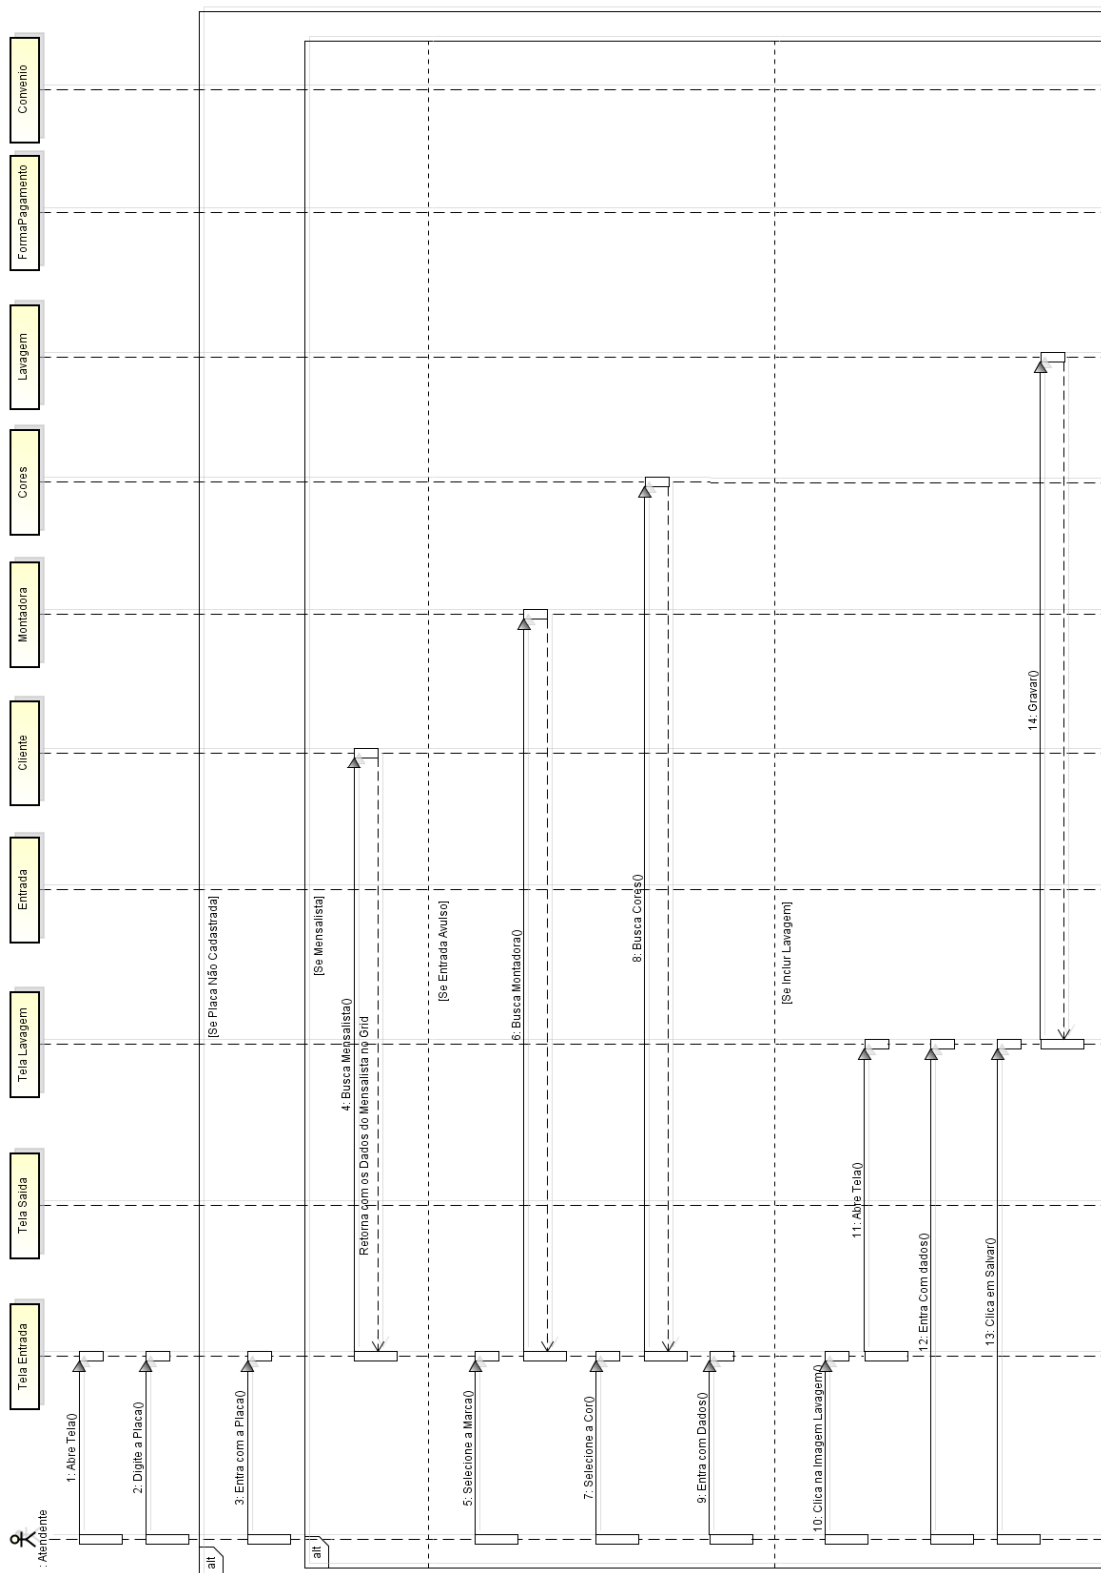 : Atendente
Tela Entrada
Tela Saida
Tela Lavagem
Entrada
Cliente
Montadora
Cores
Lavagem
FormaPagamento
Convenio
1: Abre Tela()
2: Digite a Placa()
alt
[Se Placa Não Cadastrada]
3: Entra com a Placa()
alt
[Se Mensalista]
4: Busca Mensalista()
Retorna com os Dados do Mensalista no Grid
[Se Entrada Avulso]
5: Selecione a Marca()
6: Busca Montadora()
7: Selecione a Cor()
8: Busca Cores()
9: Entra com Dados()
[Se Inclur Lavagem]
10: Clica na Imagem Lavagem()
11: Abre Tela()
12: Entra Com dados()
13: Clica em Salvar()
14: Gravar()